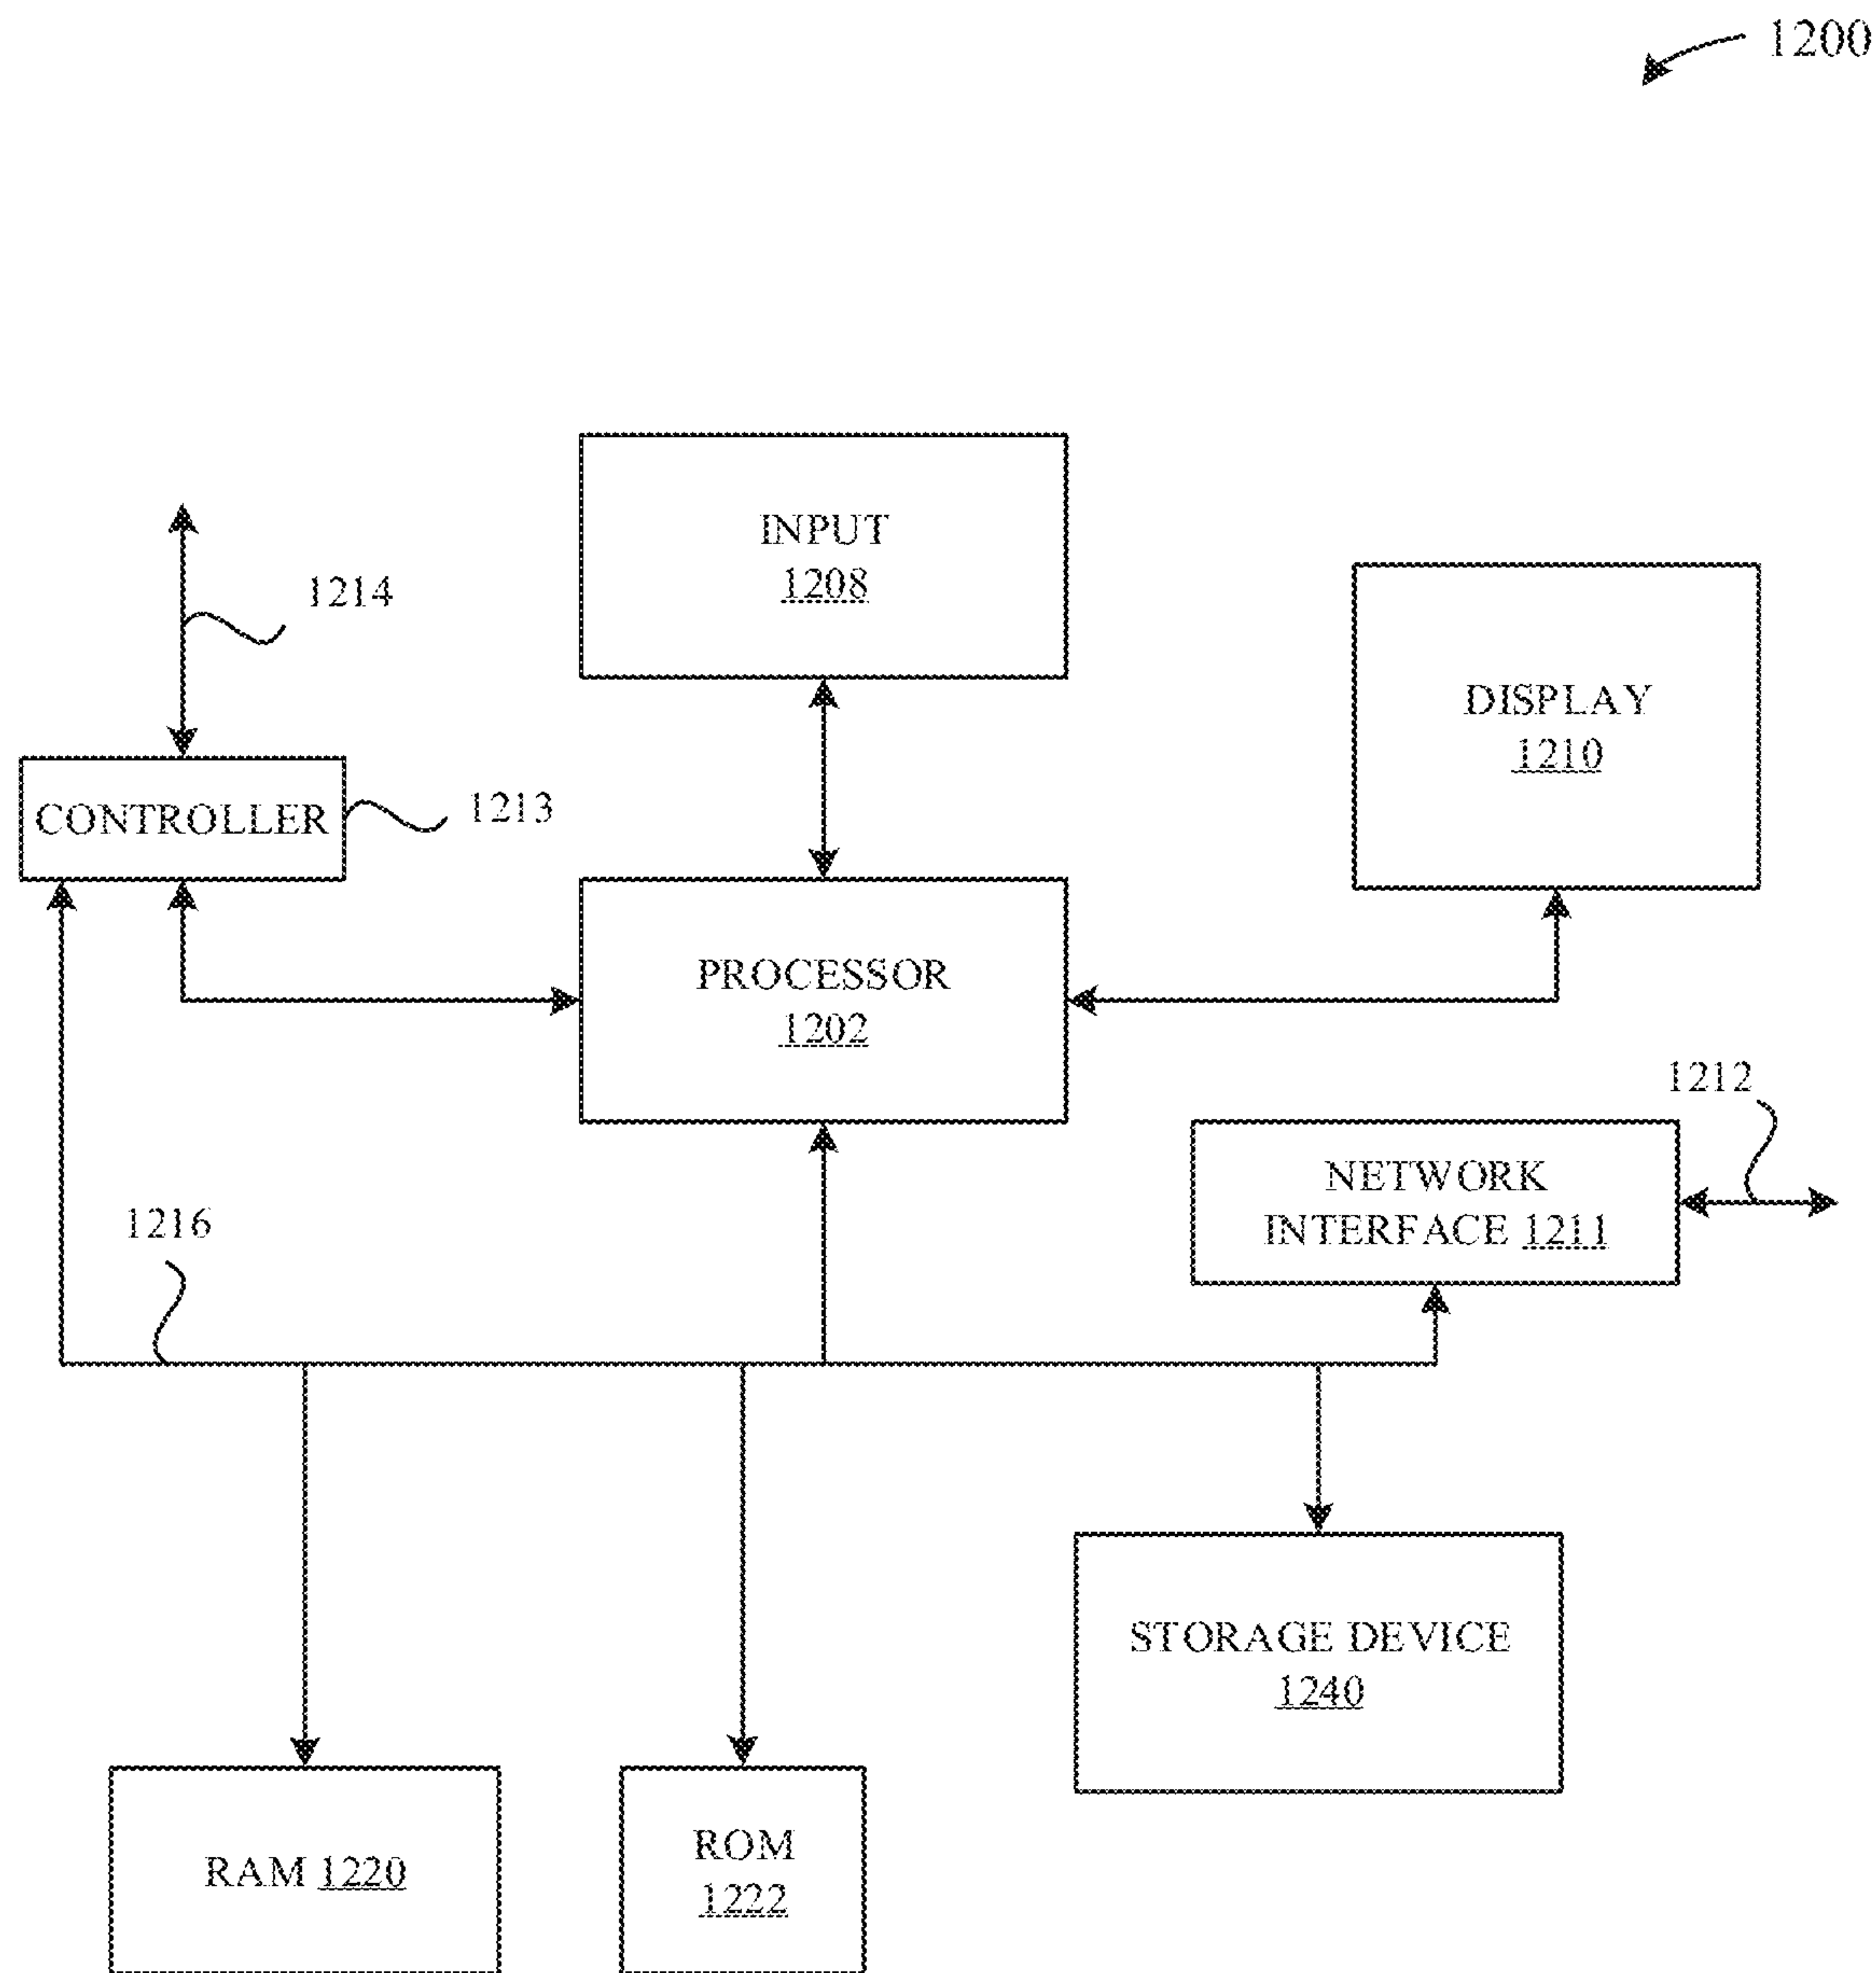 1200
INPUT
1208
1214
DISPLAY
1210
CONTROLLER
1213
PROCESSOR
1202
1212
NETWORK
INTERFACE 1211
1216
STORAGE DEVICE
1240
RAM 1220
ROM
1222